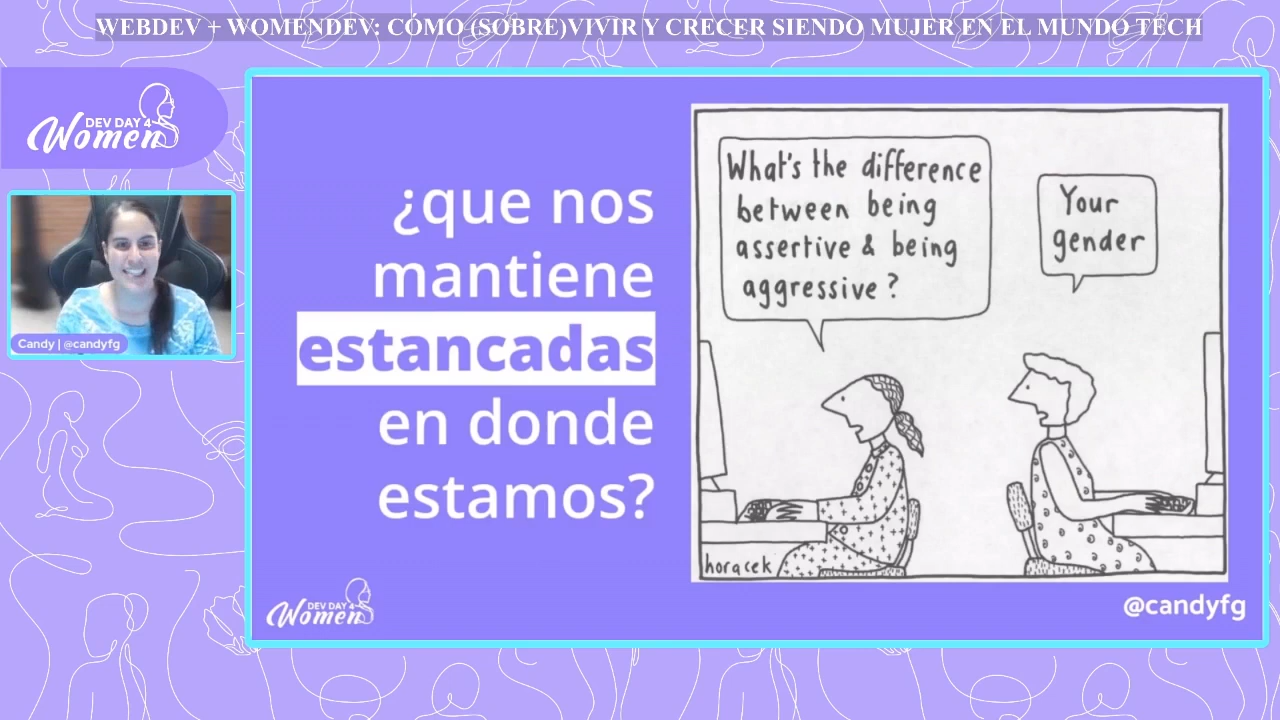 WEBDEV + WOMENDEV: CÓMO (SOBRE)VIVIR Y CRECER SIENDO MUJER EN EL MUNDO TECH
DEV DAY 4
Women
Candy | @candyfg
¿que nos
mantiene
estancadas
en donde
estamos?
What's the difference
between being
assertive & being
aggressive?
Your
gender
horacek
DEV DAY 4
Women
@candyfg